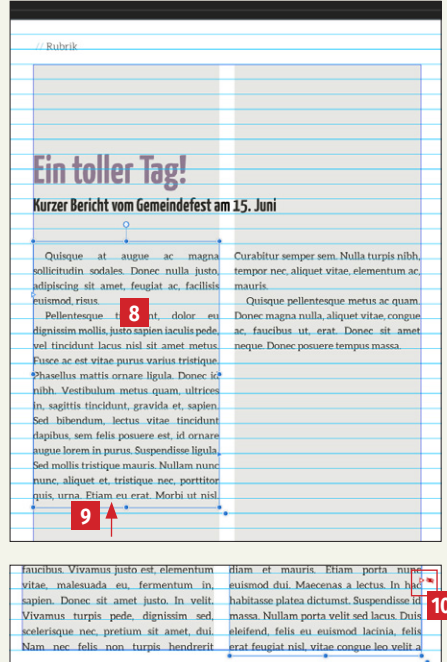 // Rubrik
Ein toller Tag!
Kurzer Bericht vom Gemeindefest am 15. Juni
Quisque at augue ac magna
sollicitudin sodales. Donec nulla justo,
adipiscing sit amet, feugiat ac, facilisis
euismod, risus.
Pellentesque dolor eu
dignissim mollis, justo sapien iaculis pede,
vel tincidunt lacus nisl sit amet metus.
Fusce ac est vitae purus varius tristique.
Phasellus mattis ornare ligula. Donec id
nibh. Vestibulum metus quam, ultrices
in, sagittis tincidunt, gravida et, sapien.
Sed bibendum, lectus vitae tincidunt
dapibus, sem felis posuere est, id ornare
augue lorem in purus. Suspendisse ligula.
Sed mollis tristique mauris. Nullam nunc
nunc, aliquet et, tristique nec, porttitor
quis, urna. Etiam eu erat. Morbi ut nisl.
Curabitur semper sem. Nulla turpis nibh,
tempor nec, aliquet vitae, elementum ac,
mauris.
Quisque pellentesque metus ac quam.
Donec magna nulla, aliquet vitae, congue
ac, faucibus ut, erat. Donec sit amet
neque. Donec posuere tempus massa.
8
9
faucibus. Vivamus justo est, elementum
vitae, malesuada eu, fermentum in,
sapien. Donec sit amet justo. In velit.
Vivamus turpis pede, dignissim sed,
scelerisque nec, pretium sit amet, dui.
Nam nec felis non turpis hendrerit
diam et mauris. Etiam porta nunc
euismod dui. Maecenas a lectus. In hac
habitasse platea dictumst. Suspendisse id
massa. Nullam porta velit sed lacus. Duis
eleifend, felis eu euismod lacinia, felis
erat feugiat nisl, vitae congue leo velit a
10